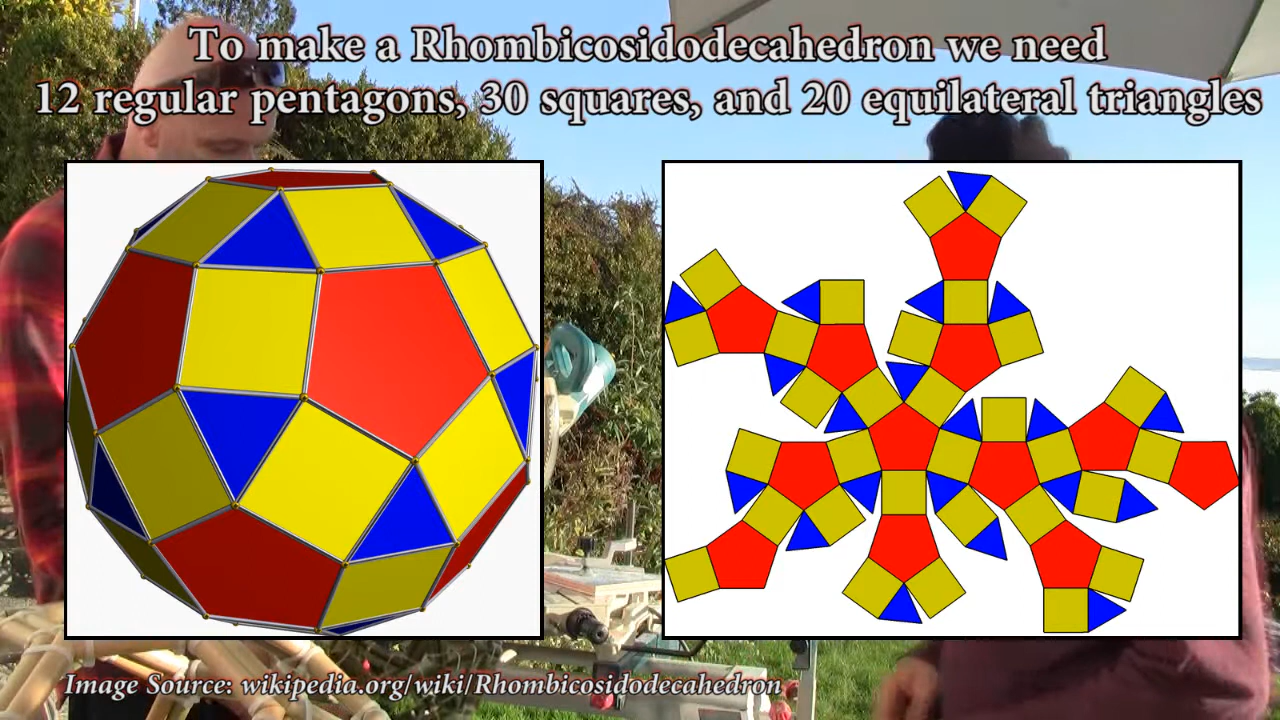 To make a Rhombicosidodecahedron we need
12 regular pentagons, 30 squares, and 20 equilateral triangles
Image Source: wikipedia.org/wiki/Rhombicosidodecahedron